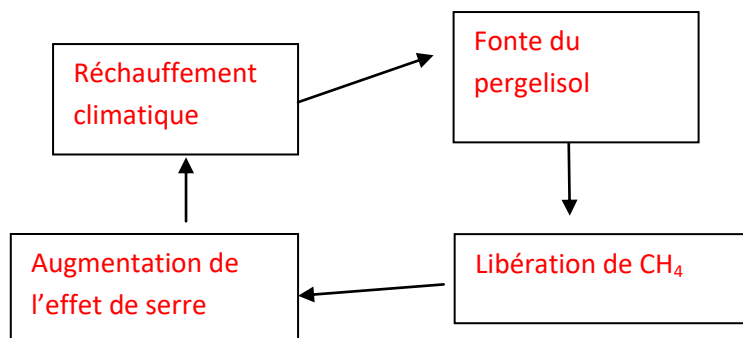 Réchauffement
climatique
Fonte du
pergelisol
Libération de CH₄
Augmentation de
l’effet de serre